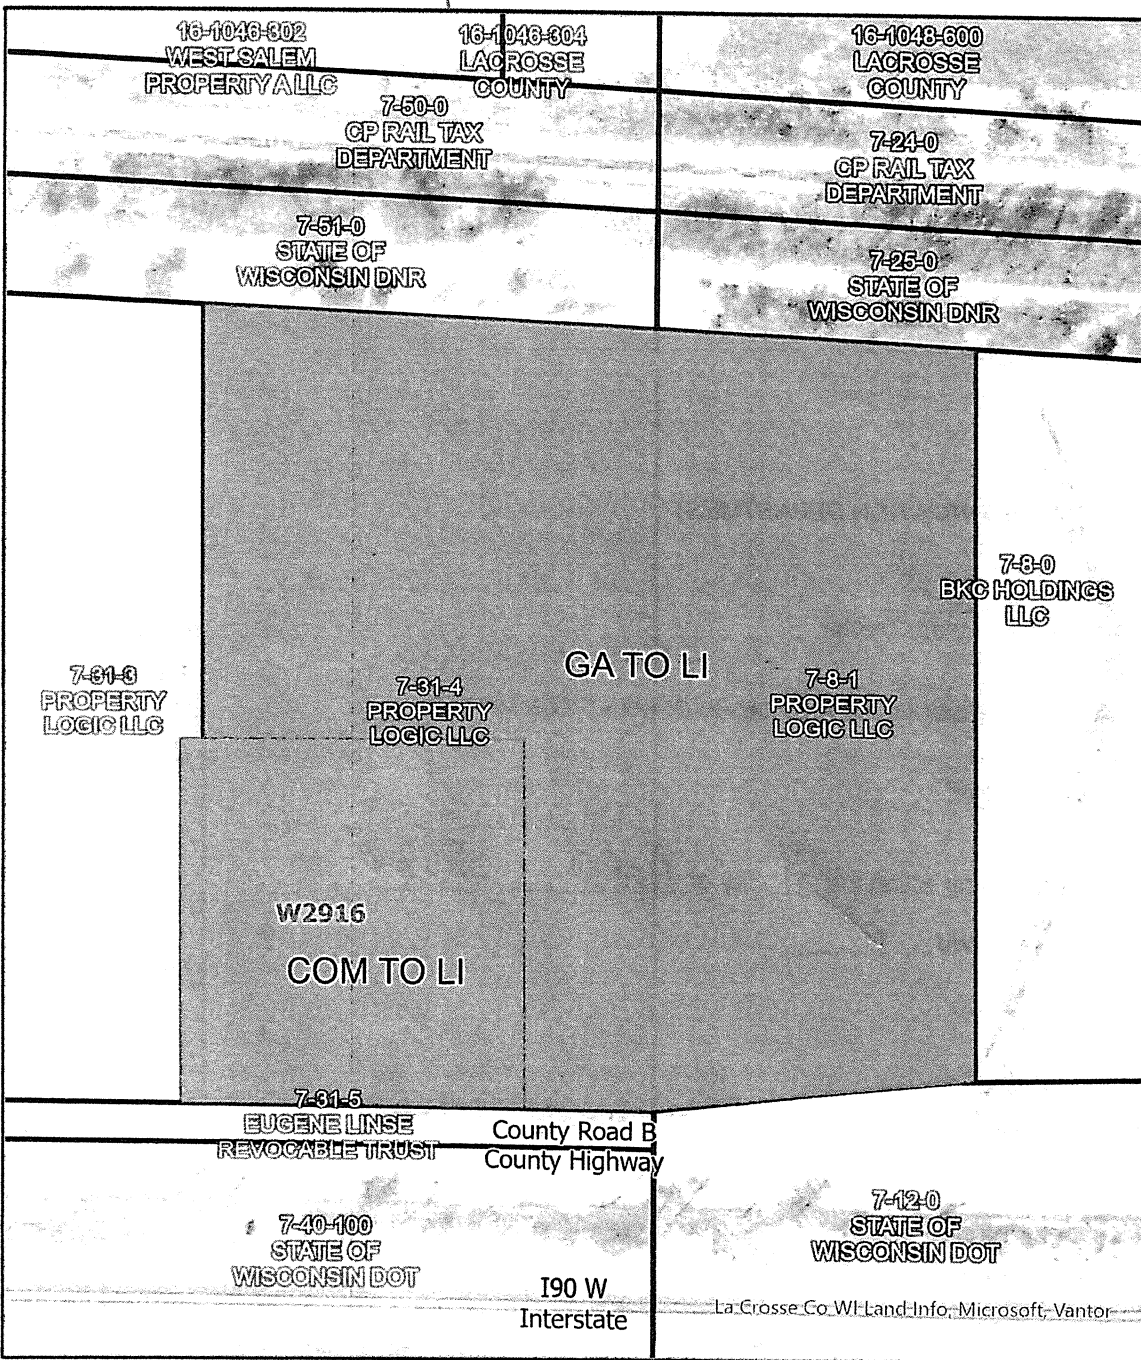 16-1046-302
WEST SALEM
PROPERTY A LLC
16-1046-304
LACROSSE
COUNTY
16-1048-600
LACROSSE
COUNTY
7-50-0
CP RAIL TAX
DEPARTMENT
7-24-0
CP RAIL TAX
DEPARTMENT
7-51-0
STATE OF
WISCONSIN DNR
7-25-0
STATE OF
WISCONSIN DNR
7-8-0
BKC HOLDINGS
LLC
GA TO LI
7-31-3
PROPERTY
LOGIC LLC
7-31-4
PROPERTY
LOGIC LLC
7-8-1
PROPERTY
LOGIC LLC
W2916
COM TO LI
7-31-5
EUGENE LINSE
REVOCABLE TRUST
County Road B
County Highway
7-40-100
STATE OF
WISCONSIN DOT
7-12-0
STATE OF
WISCONSIN DOT
I90 W
Interstate
La Crosse Co WI Land Info, Microsoft, Vantor